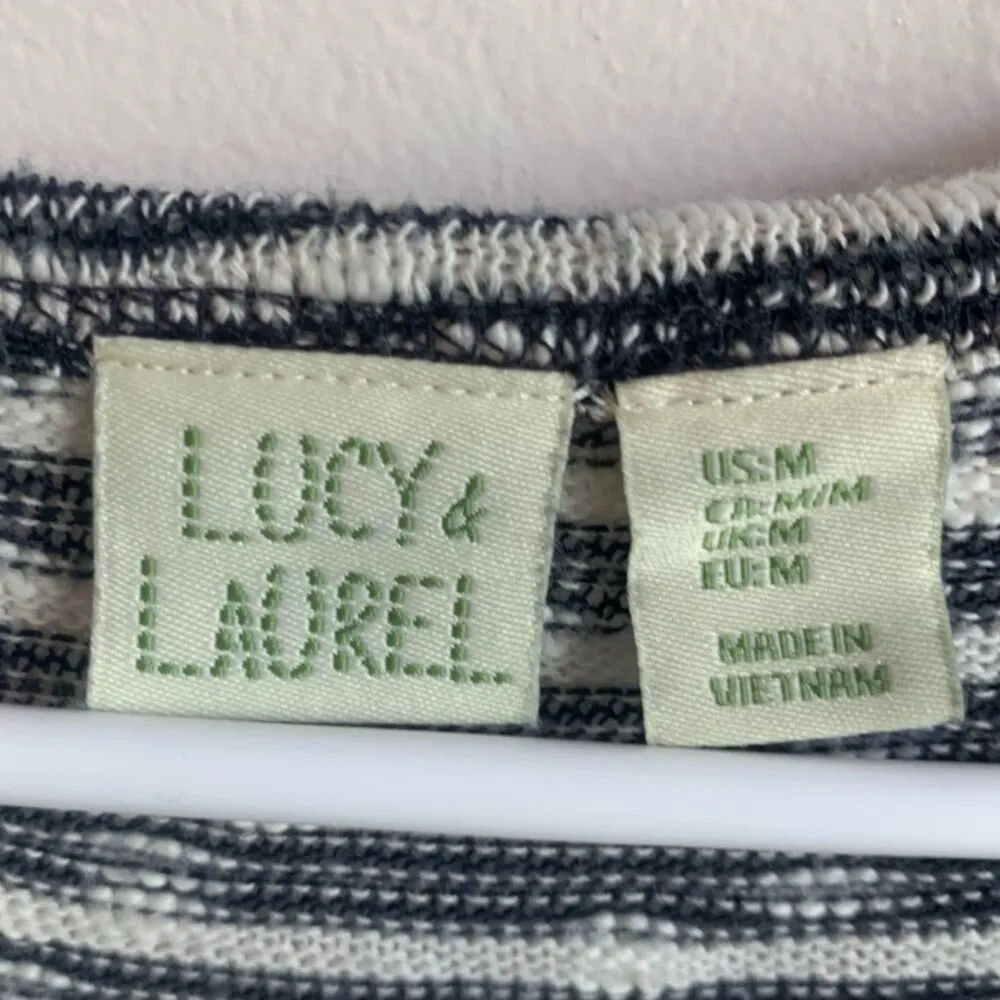 LUCY &
LAUREL
US:M
CA:M/M
UK:M
EU:M
MADE IN
VIETNAM